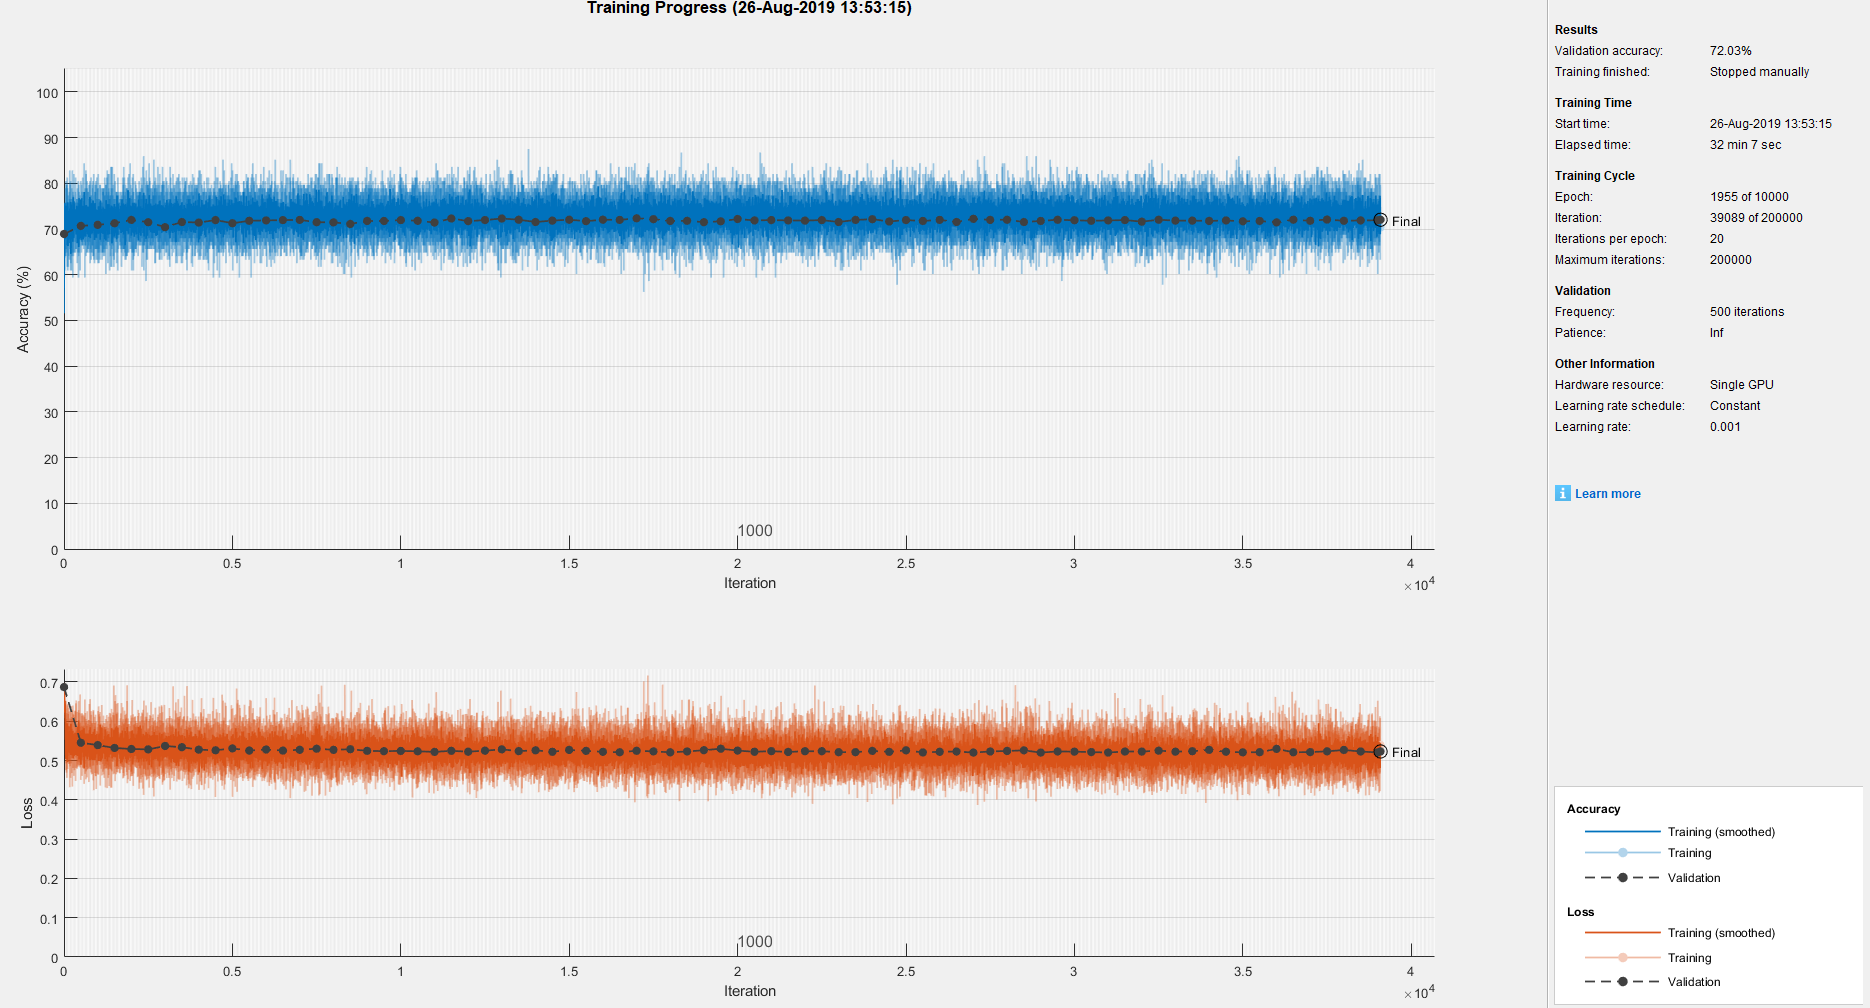 Training Progress (26-Aug-2019 13:53:15)
100
90
80
70
60
50
40
30
20
10
0
Accuracy (%)
Final
1000
0 0.5 1 1.5 2 2.5 3 3.5 4
×10⁴
Iteration
0.7
0.6
0.5
0.4
0.3
0.2
0.1
0
Loss
Final
1000
0 0.5 1 1.5 2 2.5 3 3.5 4
×10⁴
Iteration
Results
Validation accuracy: 72.03%
Training finished: Stopped manually
Training Time
Start time: 26-Aug-2019 13:53:15
Elapsed time: 32 min 7 sec
Training Cycle
Epoch: 1955 of 10000
Iteration: 39089 of 200000
Iterations per epoch: 20
Maximum iterations: 200000
Validation
Frequency: 500 iterations
Patience: Inf
Other Information
Hardware resource: Single GPU
Learning rate schedule: Constant
Learning rate: 0.001
i Learn more
Accuracy
Training (smoothed)
Training
Validation
Loss
Training (smoothed)
Training
Validation